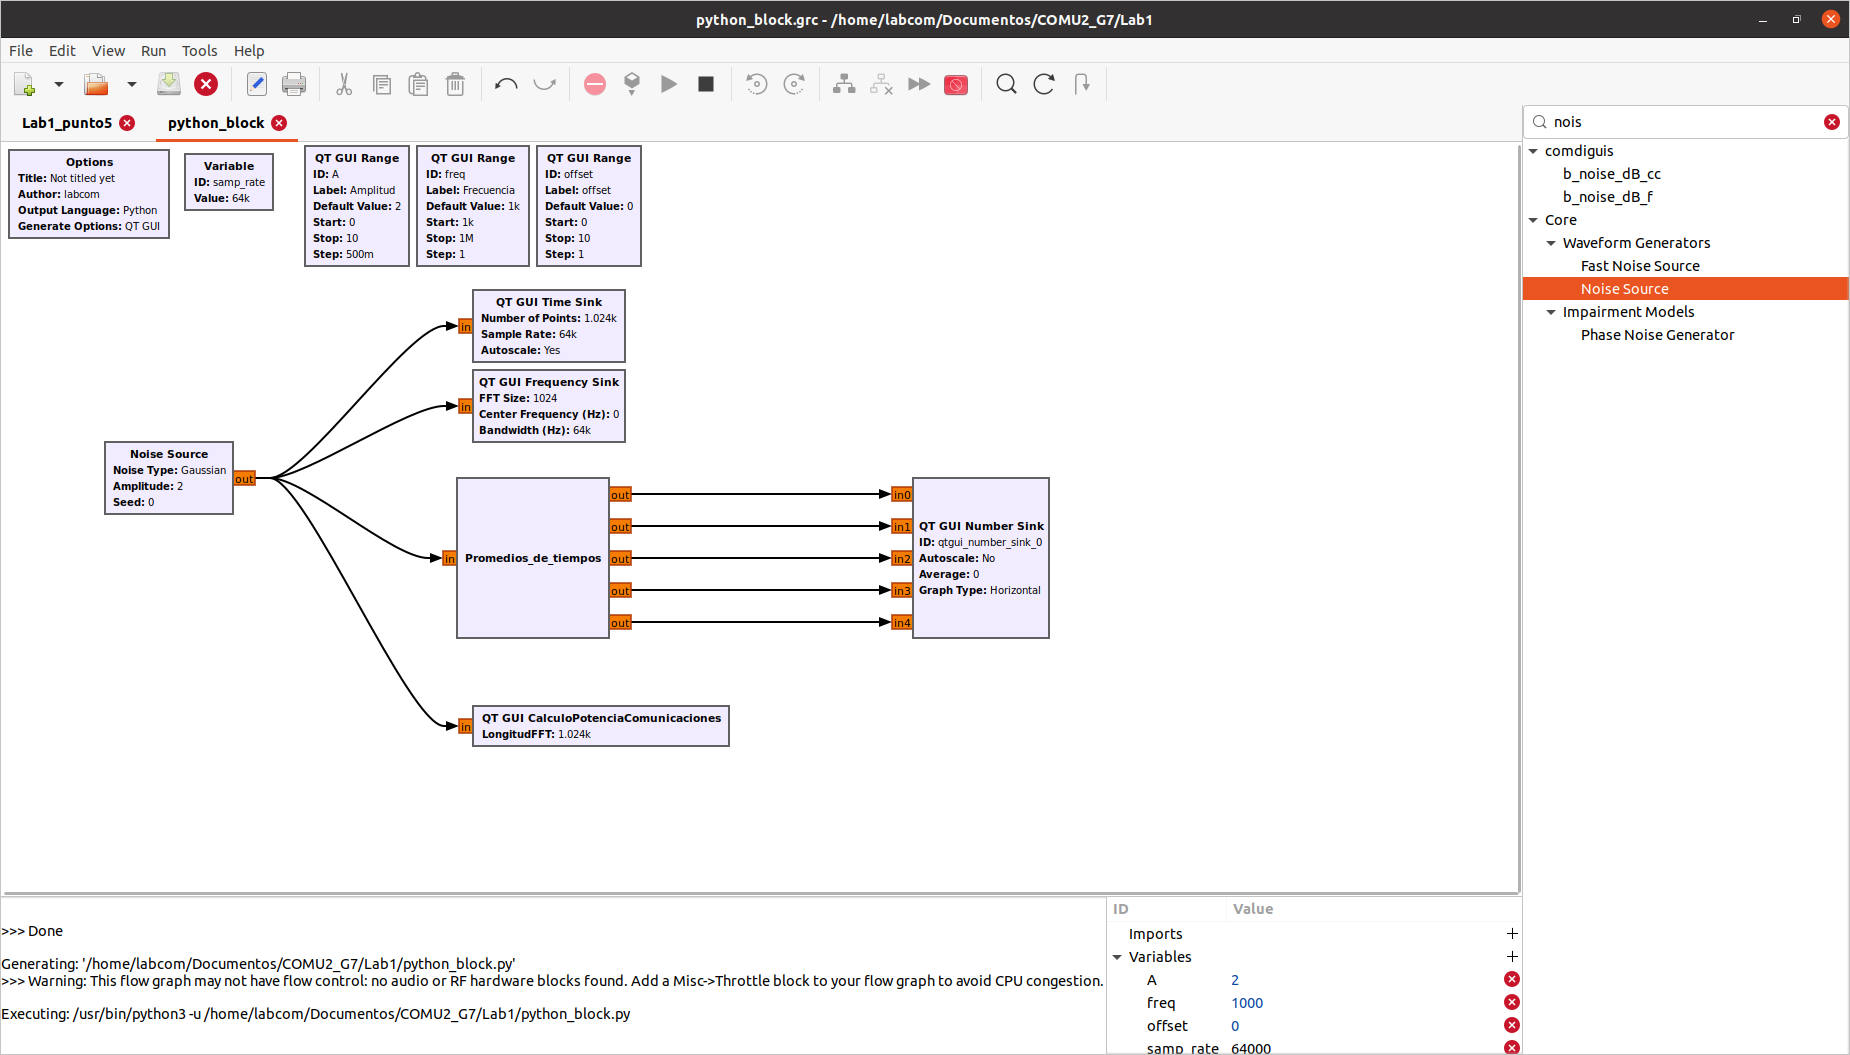 python_block.grc - /home/labcom/Documentos/COMU2_G7/Lab1
File Edit View Run Tools Help
Lab1_punto5 python_block
Options
Title: Not titled yet
Author: labcom
Output Language: Python
Generate Options: QT GUI
Variable
ID: samp_rate
Value: 64k
QT GUI Range
ID: A
Label: Amplitud
Default Value: 2
Start: 0
Stop: 10
Step: 500m
QT GUI Range
ID: freq
Label: Frecuencia
Default Value: 1k
Start: 1k
Stop: 1M
Step: 1
QT GUI Range
ID: offset
Label: offset
Default Value: 0
Start: 0
Stop: 10
Step: 1
QT GUI Time Sink
Number of Points: 1.024k
Sample Rate: 64k
Autoscale: Yes
in
QT GUI Frequency Sink
FFT Size: 1024
Center Frequency (Hz): 0
Bandwidth (Hz): 64k
in
Noise Source
Noise Type: Gaussian
Amplitude: 2
Seed: 0
out
in
Promedios_de_tiempos
out
out
out
out
out
in0
in1
in2
in3
in4
QT GUI Number Sink
ID: qtgui_number_sink_0
Autoscale: No
Average: 0
Graph Type: Horizontal
in
QT GUI CalculoPotenciaComunicaciones
LongitudFFT: 1.024k
nois
comdiguis
b_noise_dB_cc
b_noise_dB_f
Core
Waveform Generators
Fast Noise Source
Noise Source
Impairment Models
Phase Noise Generator
>>> Done
Generating: '/home/labcom/Documentos/COMU2_G7/Lab1/python_block.py'
>>> Warning: This flow graph may not have flow control: no audio or RF hardware blocks found. Add a Misc->Throttle block to your flow graph to avoid CPU congestion.
Executing: /usr/bin/python3 -u /home/labcom/Documentos/COMU2_G7/Lab1/python_block.py
ID Value
Imports
Variables
A 2
freq 1000
offset 0
samp_rate 64000